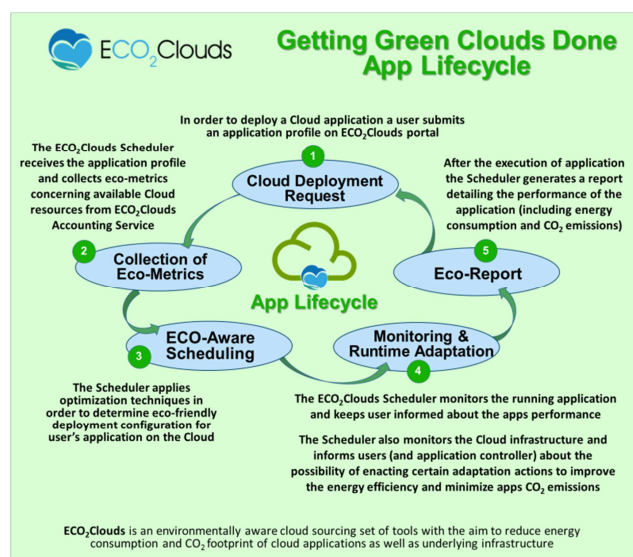 ECO₂Clouds
Getting Green Clouds Done
App Lifecycle
In order to deploy a Cloud application a user submits
an application profile on ECO₂Clouds portal
1
Cloud Deployment
Request
The ECO₂Clouds Scheduler
receives the application profile
and collects eco-metrics
concerning available Cloud
resources from ECO₂Clouds
Accounting Service
2
Collection of
Eco-Metrics
After the execution of application
the Scheduler generates a report
detailing the performance of the
application (including energy
consumption and CO₂ emissions)
5
Eco-Report
App Lifecycle
ECO-Aware
Scheduling
3
The Scheduler applies
optimization techniques in
order to determine eco-friendly
deployment configuration for
user's application on the Cloud
Monitoring &
Runtime Adaptation
4
The ECO₂Clouds Scheduler monitors the running application
and keeps user informed about the apps performance
The Scheduler also monitors the Cloud infrastructure and
informs users (and application controller) about the
possibility of enacting certain adaptation actions to improve
the energy efficiency and minimize apps CO₂ emissions
ECO₂Clouds is an environmentally aware cloud sourcing set of tools with the aim to reduce energy
consumption and CO₂ footprint of cloud applications as well as underlying infrastructure